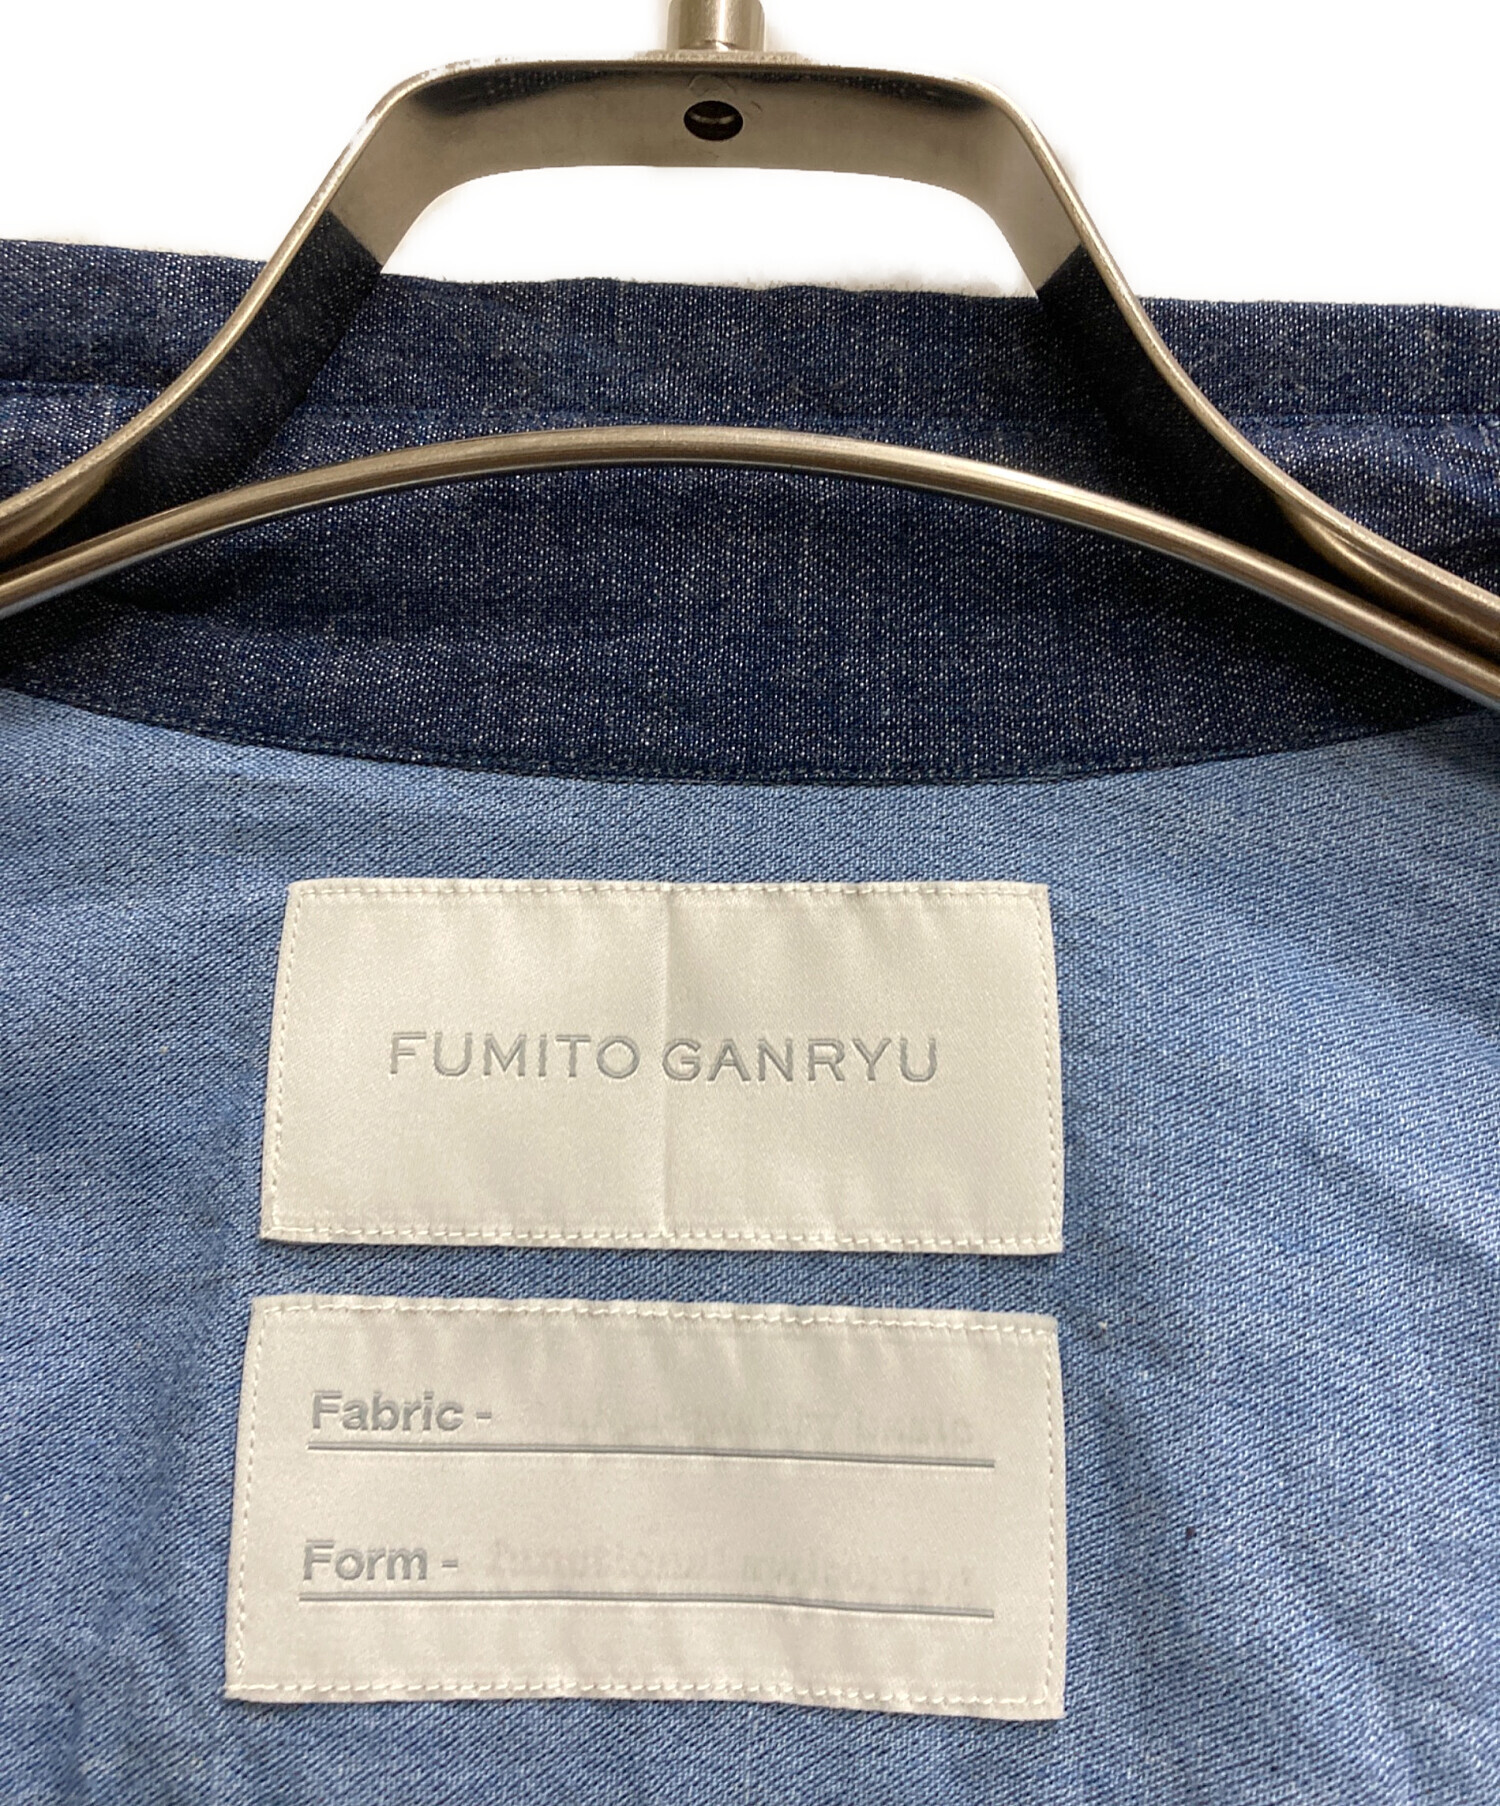 FUMITO GANRYU
Fabric -
Form -